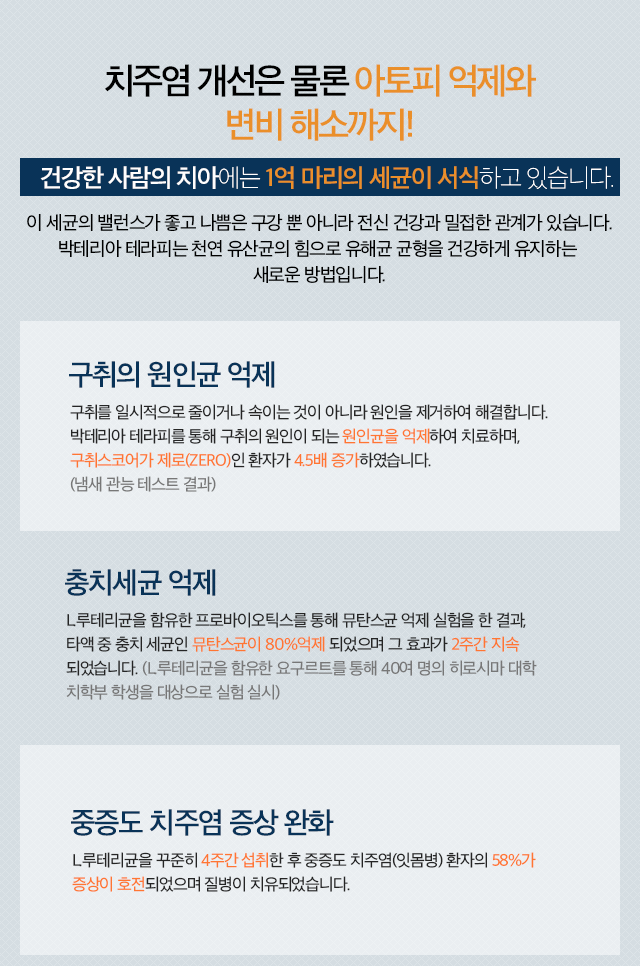 치주염 개선은 물론 아토피 억제와
변비 해소까지!
건강한 사람의 치아에는 1억 마리의 세균이 서식하고 있습니다.
이 세균의 밸런스가 좋고 나쁨은 구강 뿐 아니라 전신 건강과 밀접한 관계가 있습니다.
박테리아 테라피는 천연 유산균의 힘으로 유해균 균형을 건강하게 유지하는
새로운 방법입니다.
구취의 원인균 억제
구취를 일시적으로 줄이거나 속이는 것이 아니라 원인을 제거하여 해결합니다.
박테리아 테라피를 통해 구취의 원인이 되는 원인균을 억제하여 치료하며,
구취스코어가 제로(ZERO)인 환자가 4.5배 증가하였습니다.
(냄새 관능 테스트 결과)
충치세균 억제
L.루테리균을 함유한 프로바이오틱스를 통해 뮤탄스균 억제 실험을 한 결과,
타액 중 충치 세균인 뮤탄스균이 80%억제 되었으며 그 효과가 2주간 지속
되었습니다. (L.루테리균을 함유한 요구르트를 통해 40여 명의 히로시마 대학
치학부 학생을 대상으로 실험 실시)
중증도 치주염 증상 완화
L.루테리균을 꾸준히 4주간 섭취한 후 중증도 치주염(잇몸병) 환자의 58%가
증상이 호전되었으며 질병이 치유되었습니다.